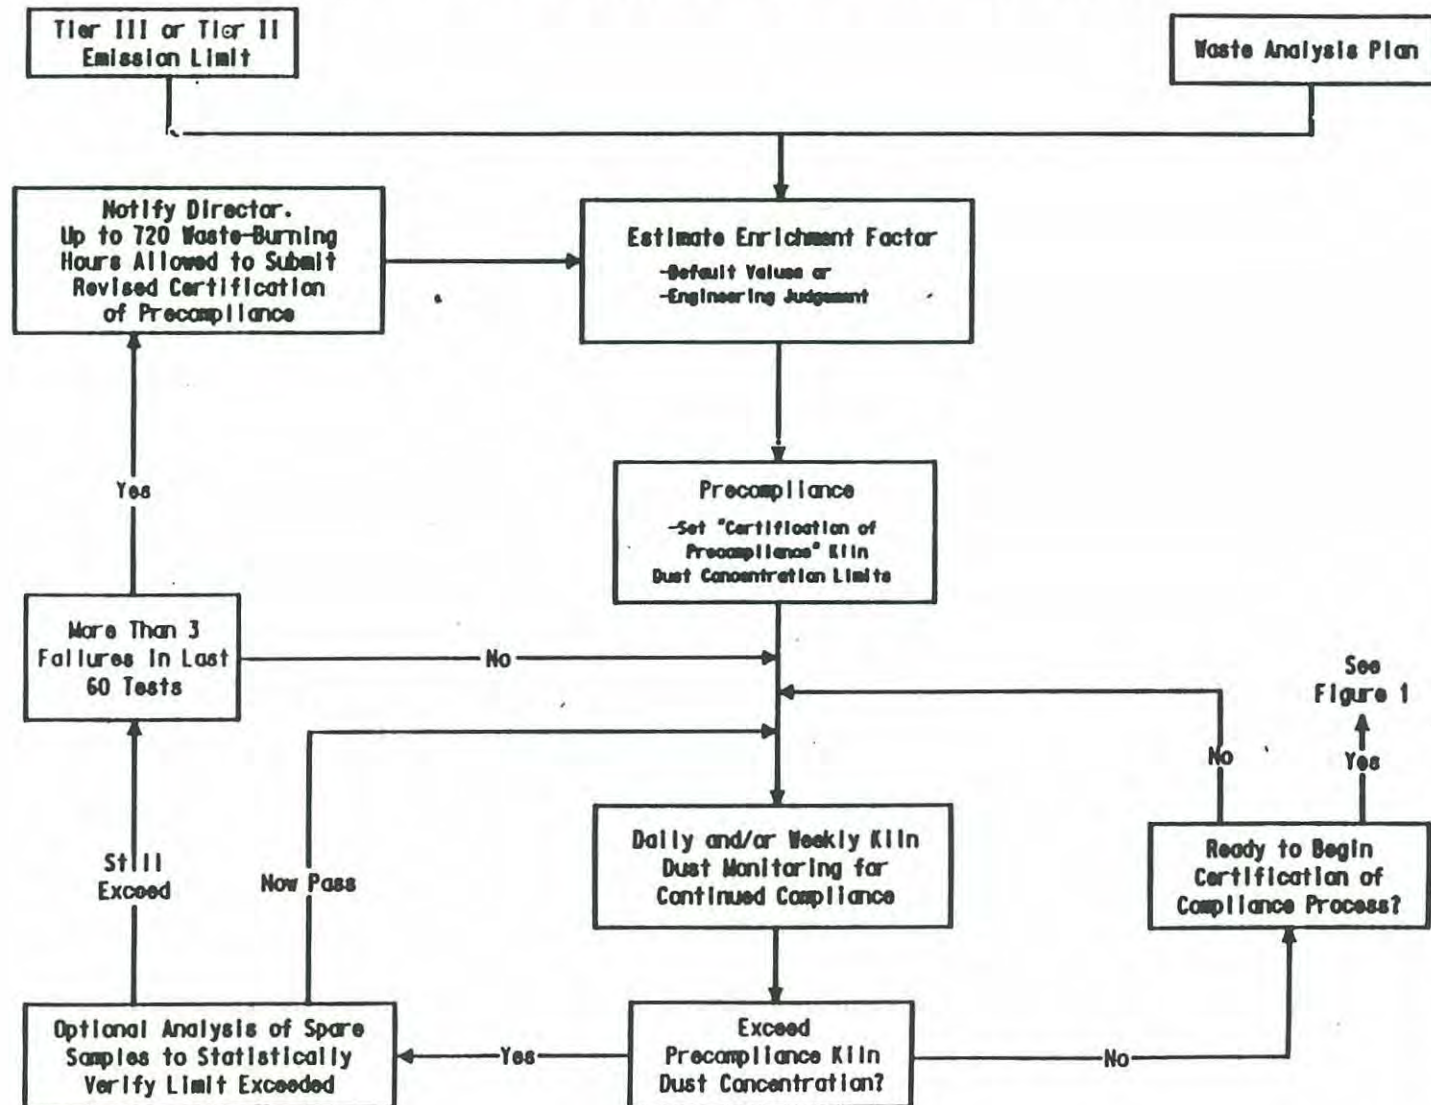 Tier III or Tier II
Emission Limit
Waste Analysis Plan
Notify Director.
Up to 720 Waste-Burning
Hours Allowed to Submit
Revised Certification
of Precompliance
Estimate Enrichment Factor
-Default Values or
-Engineering Judgement
Yes
Precompliance
-Set "Certification of
Precompliance" Kiln
Dust Concentration Limits
More Than 3
Failures in Last
60 Tests
No
See
Figure 1
No
Yes
Still
Exceed
Now Pass
Daily and/or Weekly Kiln
Dust Monitoring for
Continued Compliance
Ready to Begin
Certification of
Compliance Process?
Optional Analysis of Spare
Samples to Statistically
Verify Limit Exceeded
Yes
Exceed
Precompliance Kiln
Dust Concentration?
No